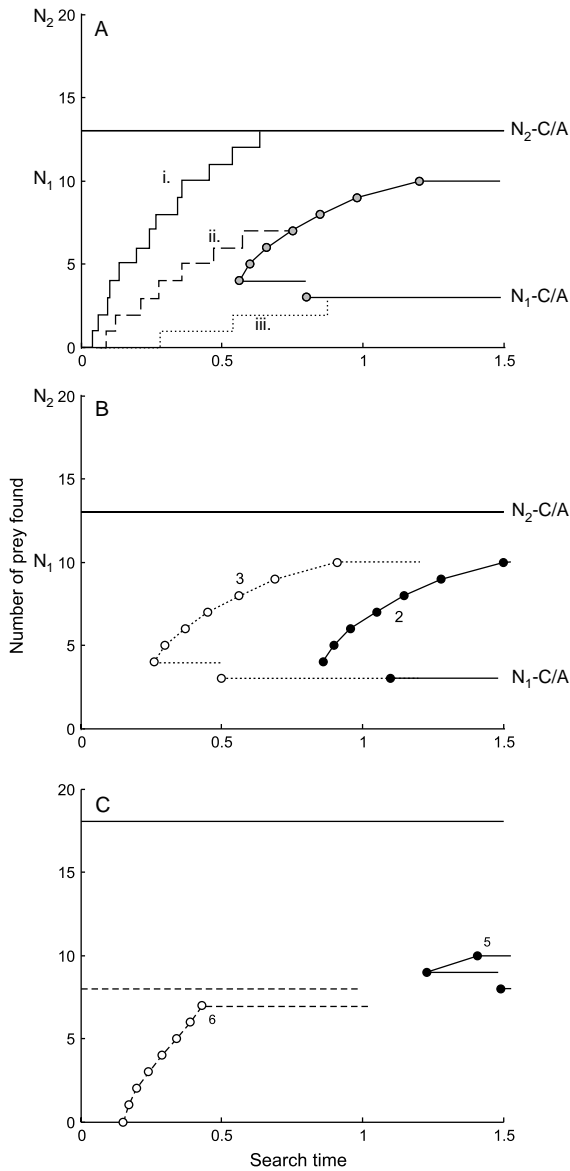 N₂ 20
A
15
N₂-C/A
i.
N₁ 10
ii.
5
N₁-C/A
iii.
0
0 0.5 1 1.5
N₂ 20
B
15
N₂-C/A
N₁ 10
3
2
5
N₁-C/A
0
0 0.5 1 1.5
Number of prey found
20
C
15
5
10
6
5
0
0 0.5 1 1.5
Search time